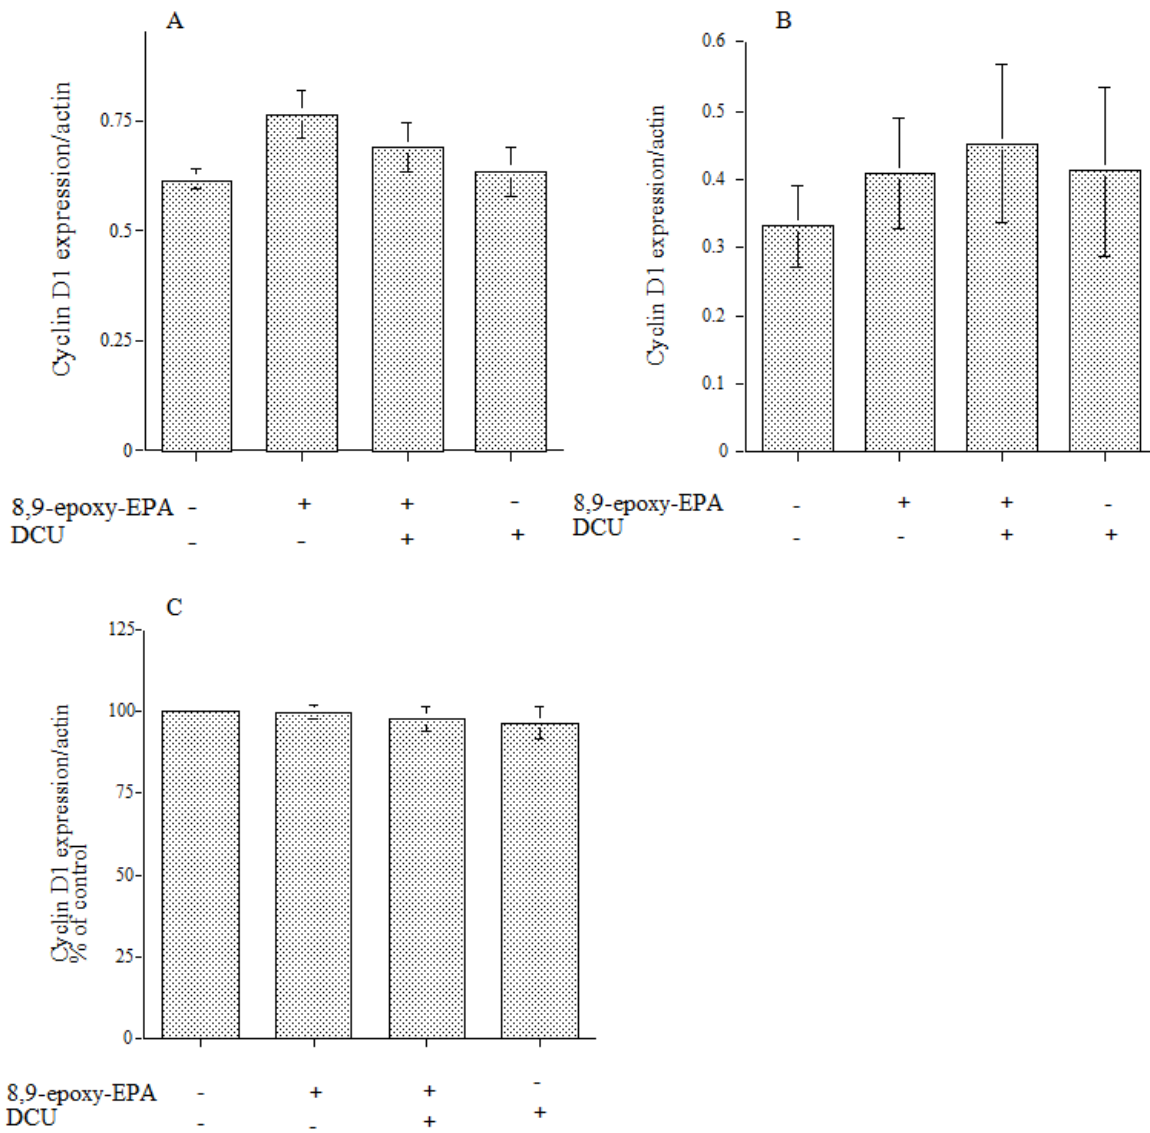 A
Cyclin D1 expression/actin
0.75
0.5
0.25
0
8,9-epoxy-EPA - + + -
DCU - - + +
B
Cyclin D1 expression/actin
0.6
0.5
0.4
0.3
0.2
0.1
0
8,9-epoxy-EPA - + + -
DCU - - + +
C
Cyclin D1 expression/actin
% of control
125
100
75
50
25
0
8,9-epoxy-EPA - + + -
DCU - - + +